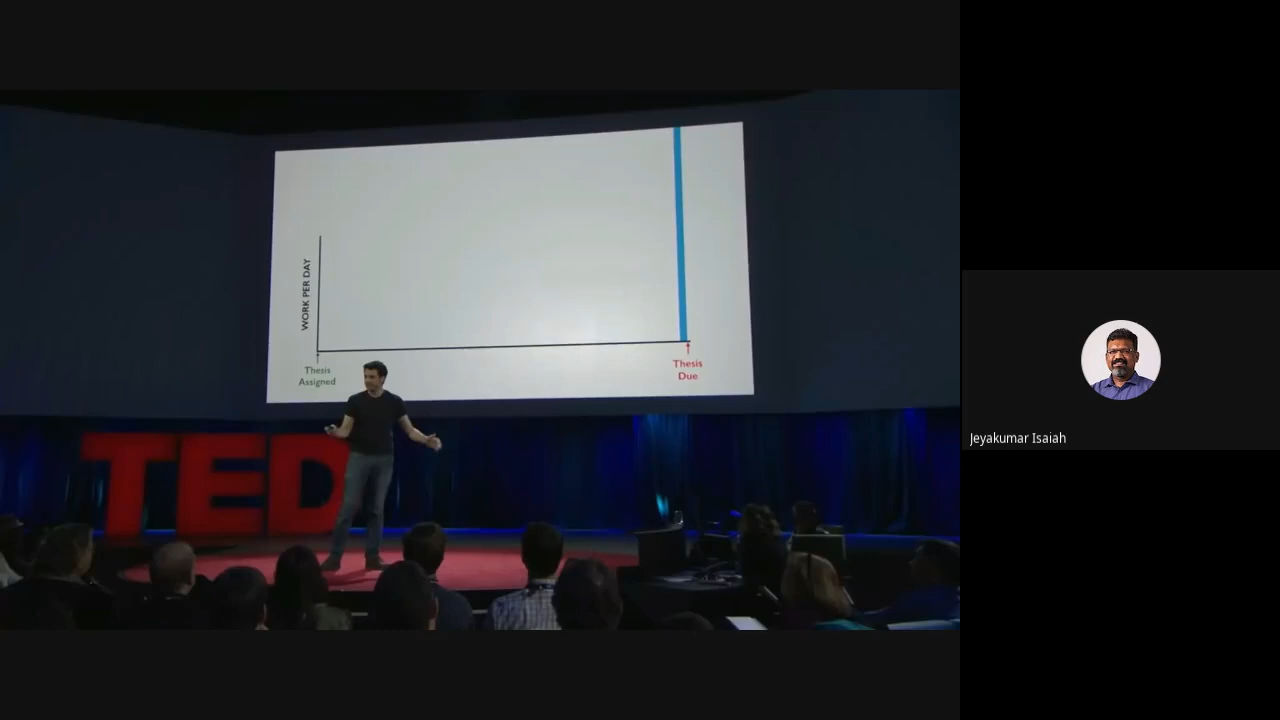 WORK PER DAY
Thesis
Assigned
Thesis
Due
TED
Jeyakumar Isaiah